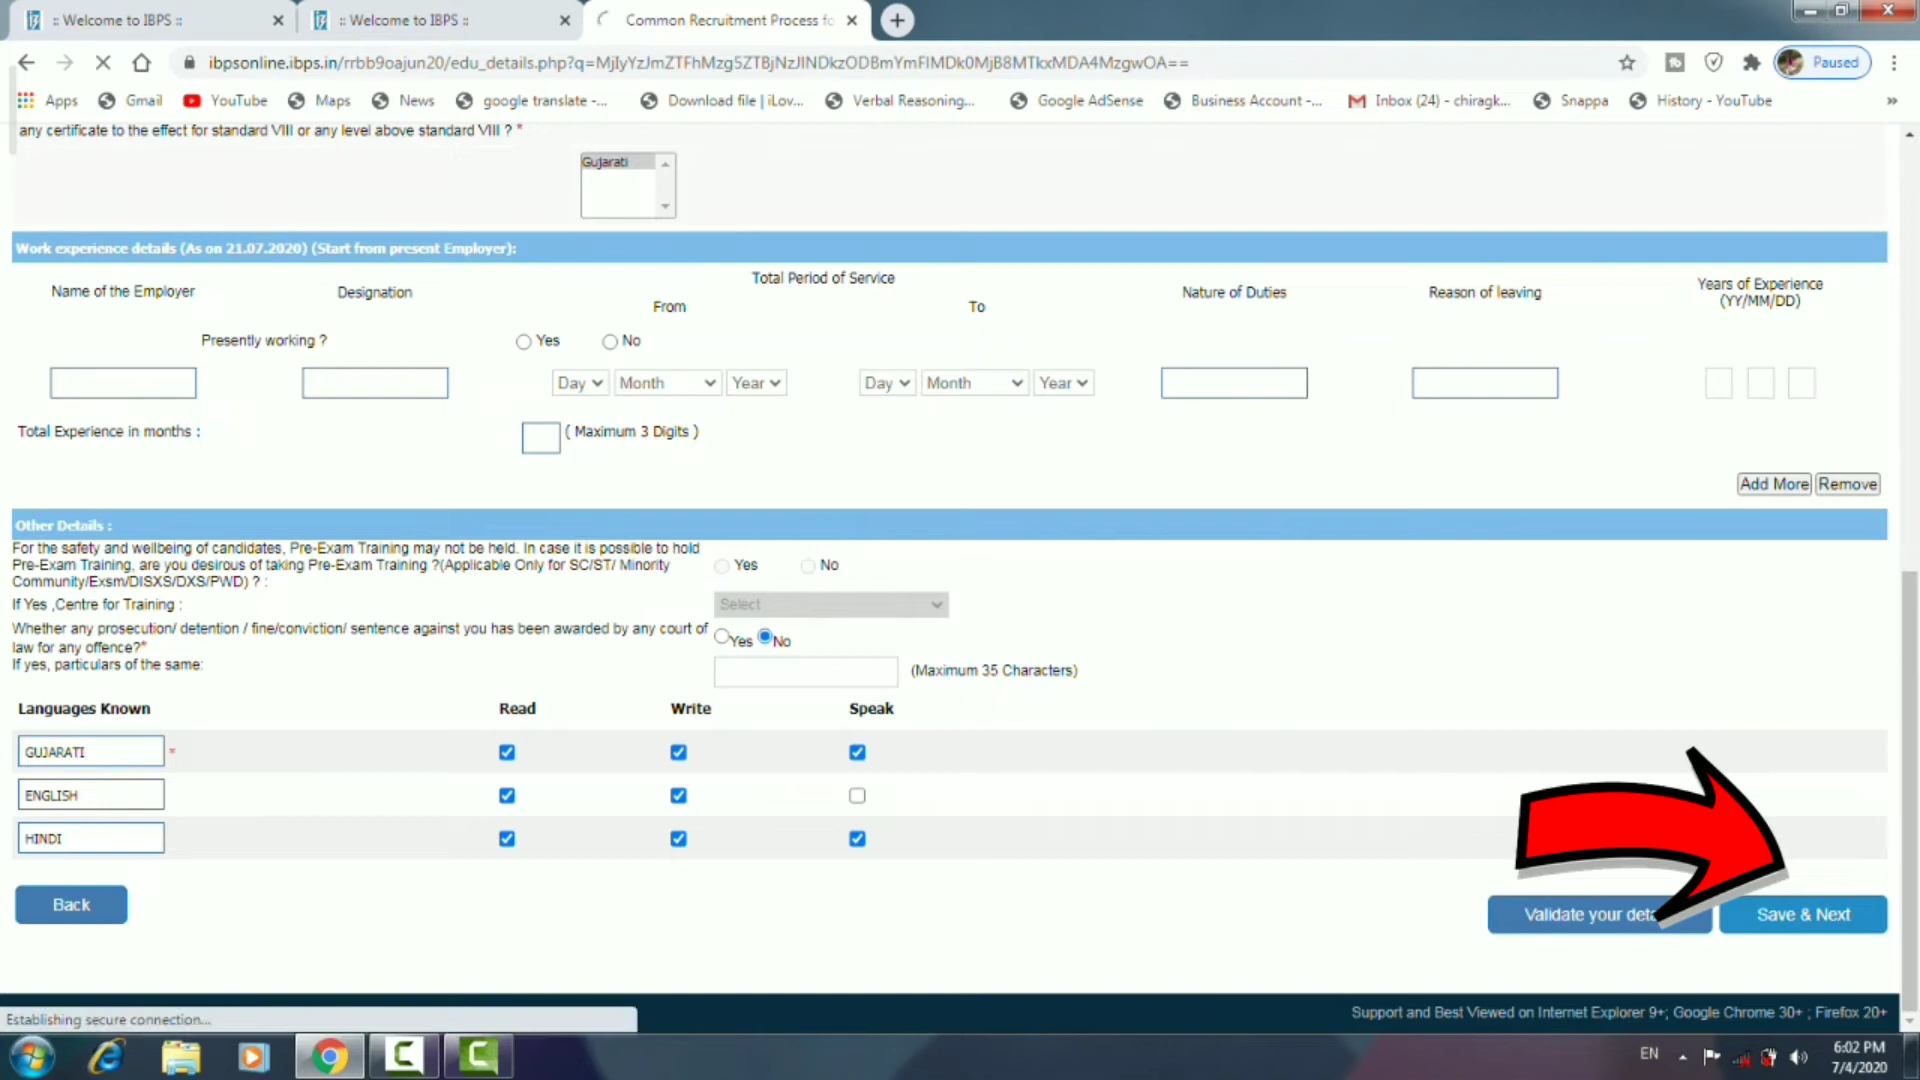 :: Welcome to IBPS ::
:: Welcome to IBPS ::
Common Recruitment Process fo
ibpsonline.ibps.in/rrbb9oajun20/edu_details.php?q=
Paused
Apps
Gmail
YouTube
Maps
News
google translate -...
Download file | iLov...
Verbal Reasoning...
Google AdSense
Business Account -...
Inbox (24) - chiragk...
Snappa
History - YouTube
»
any certificate to the effect for standard VIII or any level above standard VIII ? *
Gujarati
Work experience details (As on 21.07.2020) (Start from present Employer):
Name of the Employer
Designation
Total Period of Service
From
To
Nature of Duties
Reason of leaving
Years of Experience
(YY/MM/DD)
Presently working ?
Yes
No
Day
Month
Year
Day
Month
Year
Total Experience in months :
( Maximum 3 Digits )
Add More
Remove
Other Details :
For the safety and wellbeing of candidates, Pre-Exam Training may not be held. In case it is possible to hold
Pre-Exam Training, are you desirous of taking Pre-Exam Training ?(Applicable Only for SC/ST/ Minority
Community/Exsm/DISXS/DXS/PWD) ? :
Yes
No
If Yes ,Centre for Training :
Select
Whether any prosecution/ detention / fine/conviction/ sentence against you has been awarded by any court of
law for any offence?*
Yes
No
If yes, particulars of the same:
(Maximum 35 Characters)
Languages Known
Read
Write
Speak
GUJARATI *
ENGLISH
HINDI
Back
Validate your
Save & Next
Support and Best Viewed on Internet Explorer 9+; Google Chrome 30+ ; Firefox 20+
Establishing secure connection...
EN
6:02 PM
7/4/2020